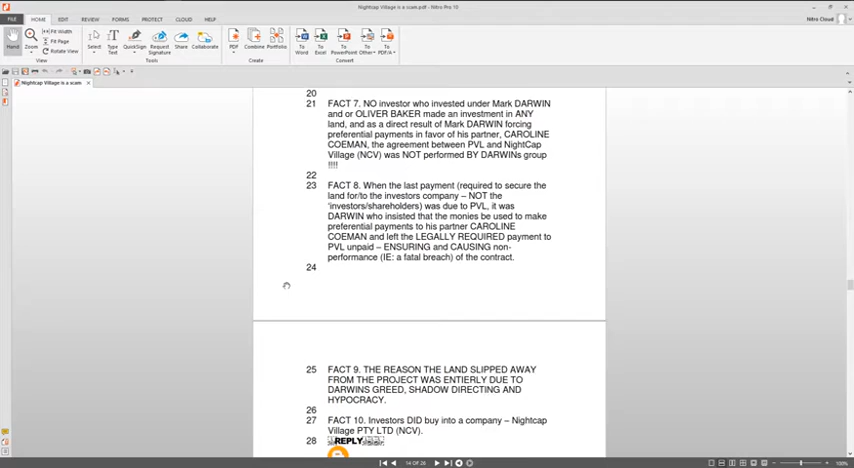 Nightcap Village is a scam.pdf - Nitro Pro 10
FILE HOME EDIT REVIEW FORMS PROTECT CLOUD HELP
Nitro Cloud
Hand Zoom Fit Width Fit Page Rotate View
Select Type Text QuickSign Request Signature Share Collaborate
PDF Combine Portfolio
To Word To Excel To PowerPoint To Other To PDF/A
View Tools Create Convert
Nightcap Village is a scam
20
21 FACT 7. NO investor who invested under Mark DARWIN
and or OLIVER BAKER made an investment in ANY
land, and as a direct result of Mark DARWIN forcing
preferential payments in favor of his partner, CAROLINE
COEMAN, the agreement between PVL and NightCap
Village (NCV) was NOT performed BY DARWINs group
!!!!
22
23 FACT 8. When the last payment (required to secure the
land for/to the investors company – NOT the
'investors/shareholders) was due to PVL, it was
DARWIN who insisted that the monies be used to make
preferential payments to his partner CAROLINE
COEMAN and left the LEGALLY REQUIRED payment to
PVL unpaid – ENSURING and CAUSING non-
performance (IE: a fatal breach) of the contract.
24
25 FACT 9. THE REASON THE LAND SLIPPED AWAY
FROM THE PROJECT WAS ENTIERLY DUE TO
DARWINS GREED, SHADOW DIRECTING AND
HYPOCRACY.
26
27 FACT 10. Investors DID buy into a company – Nightcap
Village PTY LTD (NCV).
28 REPLY
14 OF 26
100%